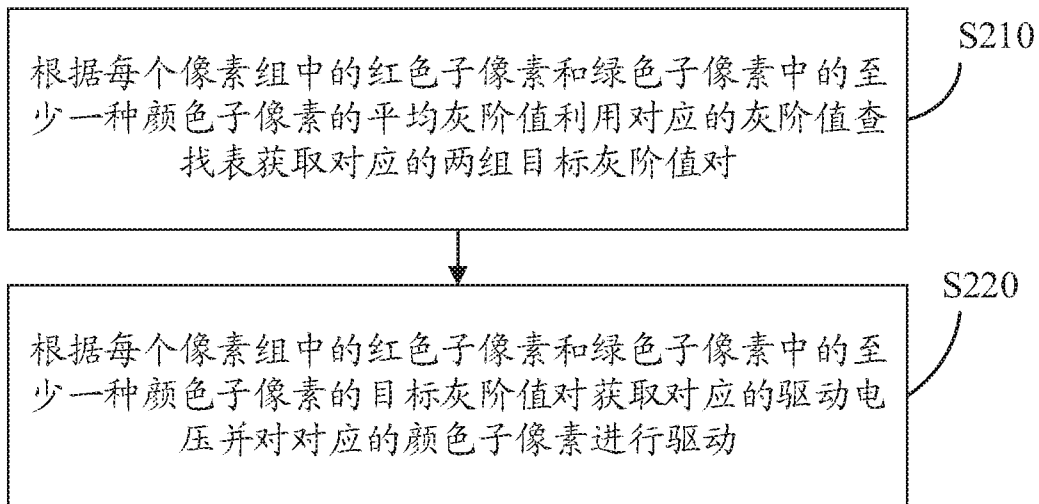 S210
根据每个像素组中的红色子像素和绿色子像素中的至
少一种颜色子像素的平均灰阶值利用对应的灰阶值查
找表获取对应的两组目标灰阶值对
S220
根据每个像素组中的红色子像素和绿色子像素中的至
少一种颜色子像素的目标灰阶值对获取对应的驱动电
压并对对应的颜色子像素进行驱动